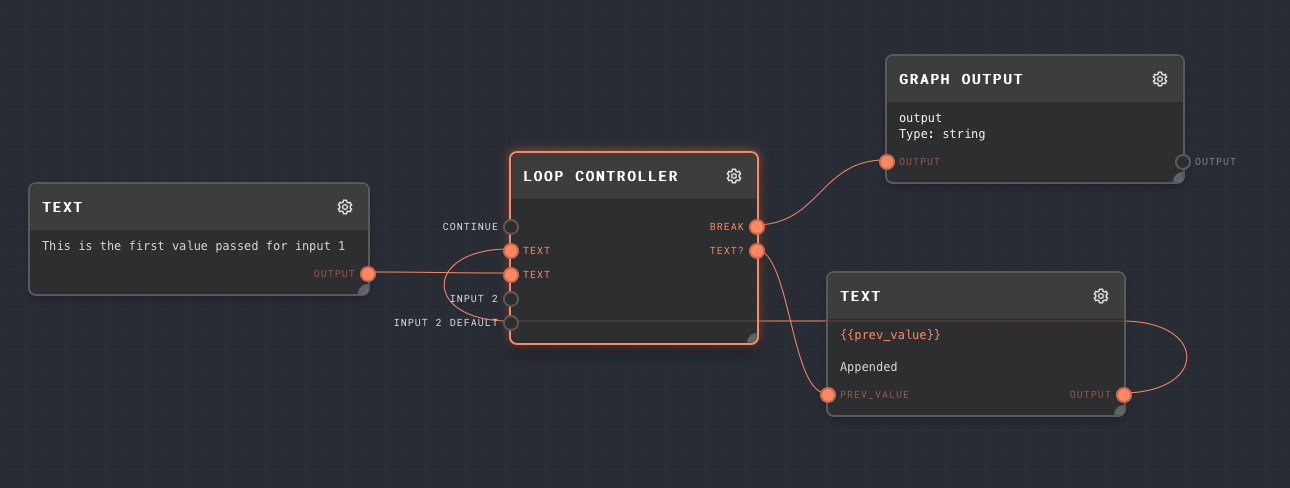 TEXT
This is the first value passed for input 1
OUTPUT
LOOP CONTROLLER
CONTINUE
BREAK
TEXT
TEXT?
TEXT
INPUT 2
INPUT 2 DEFAULT
GRAPH OUTPUT
output
Type: string
OUTPUT
OUTPUT
TEXT
{{prev_value}}
Appended
PREV_VALUE
OUTPUT